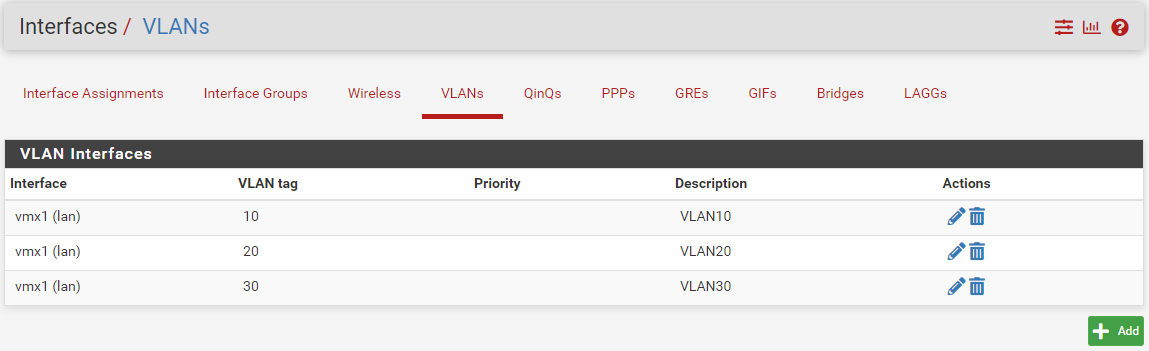 Interfaces / VLANs
Interface Assignments Interface Groups Wireless VLANs QinQs PPPs GREs GIFs Bridges LAGGs
VLAN Interfaces
Interface VLAN tag Priority Description Actions
vmx1 (lan) 10 VLAN10
vmx1 (lan) 20 VLAN20
vmx1 (lan) 30 VLAN30
Add